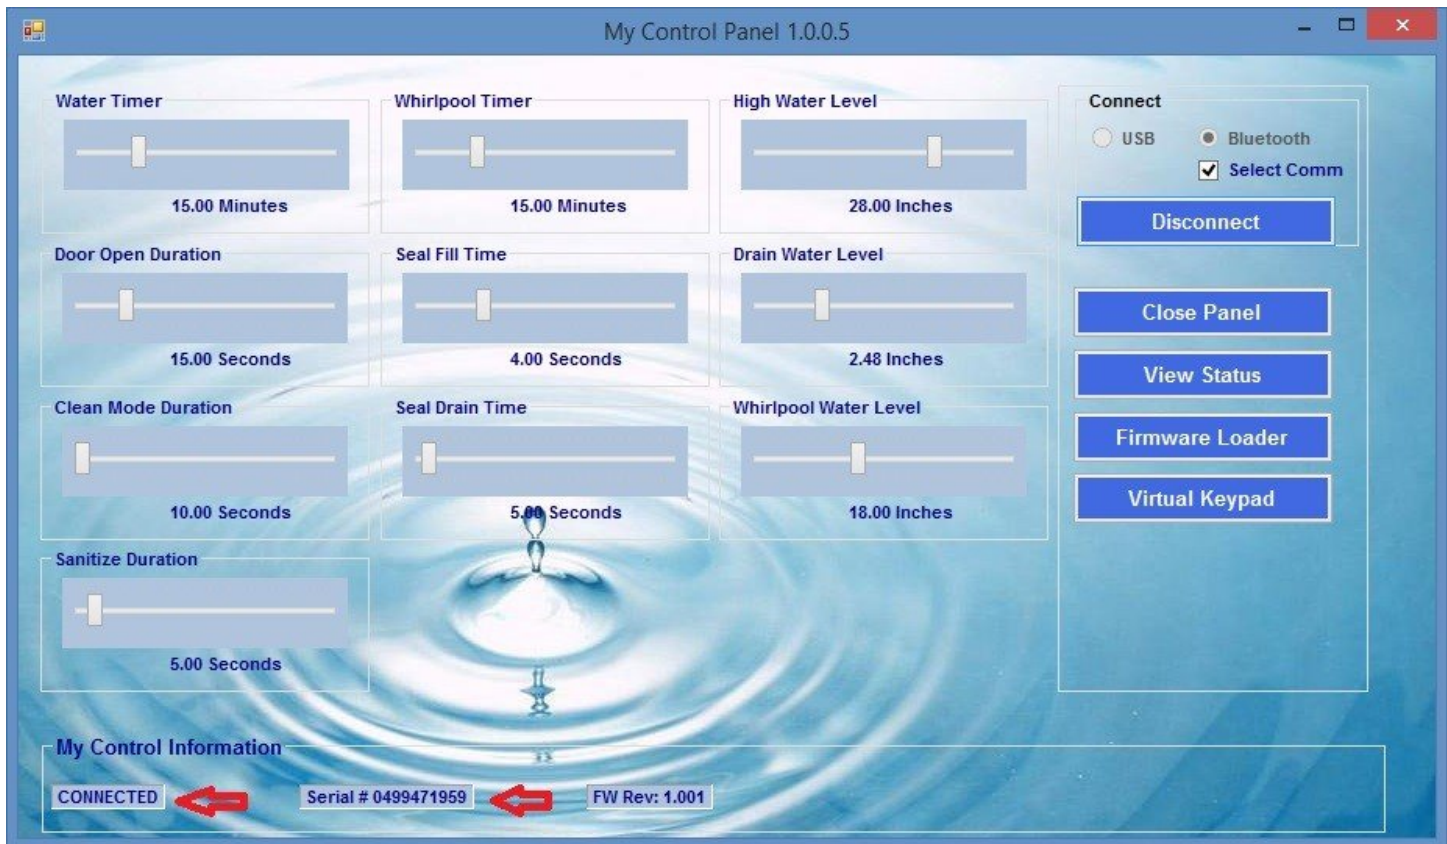 My Control Panel 1.0.0.5
Water Timer
15.00 Minutes
Whirlpool Timer
15.00 Minutes
High Water Level
28.00 Inches
Door Open Duration
15.00 Seconds
Seal Fill Time
4.00 Seconds
Drain Water Level
2.48 Inches
Clean Mode Duration
10.00 Seconds
Seal Drain Time
5.00 Seconds
Whirlpool Water Level
18.00 Inches
Sanitize Duration
5.00 Seconds
Connect
USB
Bluetooth
Select Comm
Disconnect
Close Panel
View Status
Firmware Loader
Virtual Keypad
My Control Information
CONNECTED
Serial # 0499471959
FW Rev: 1.001